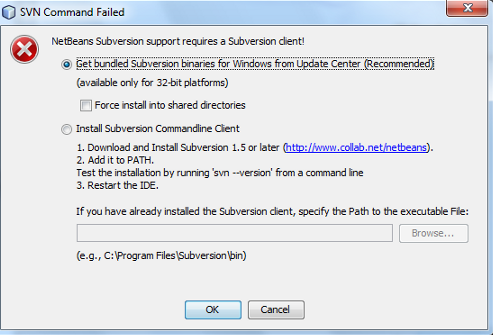 SVN Command Failed
NetBeans Subversion support requires a Subversion client!
Get bundled Subversion binaries for Windows from Update Center (Recommended)
(available only for 32-bit platforms)
Force install into shared directories
Install Subversion Commandline Client
1. Download and Install Subversion 1.5 or later (http://www.collab.net/netbeans).
2. Add it to PATH.
Test the installation by running 'svn --version' from a command line
3. Restart the IDE.
If you have already installed the Subversion client, specify the Path to the executable File:
Browse...
(e.g., C:\Program Files\Subversion\bin)
OK Cancel